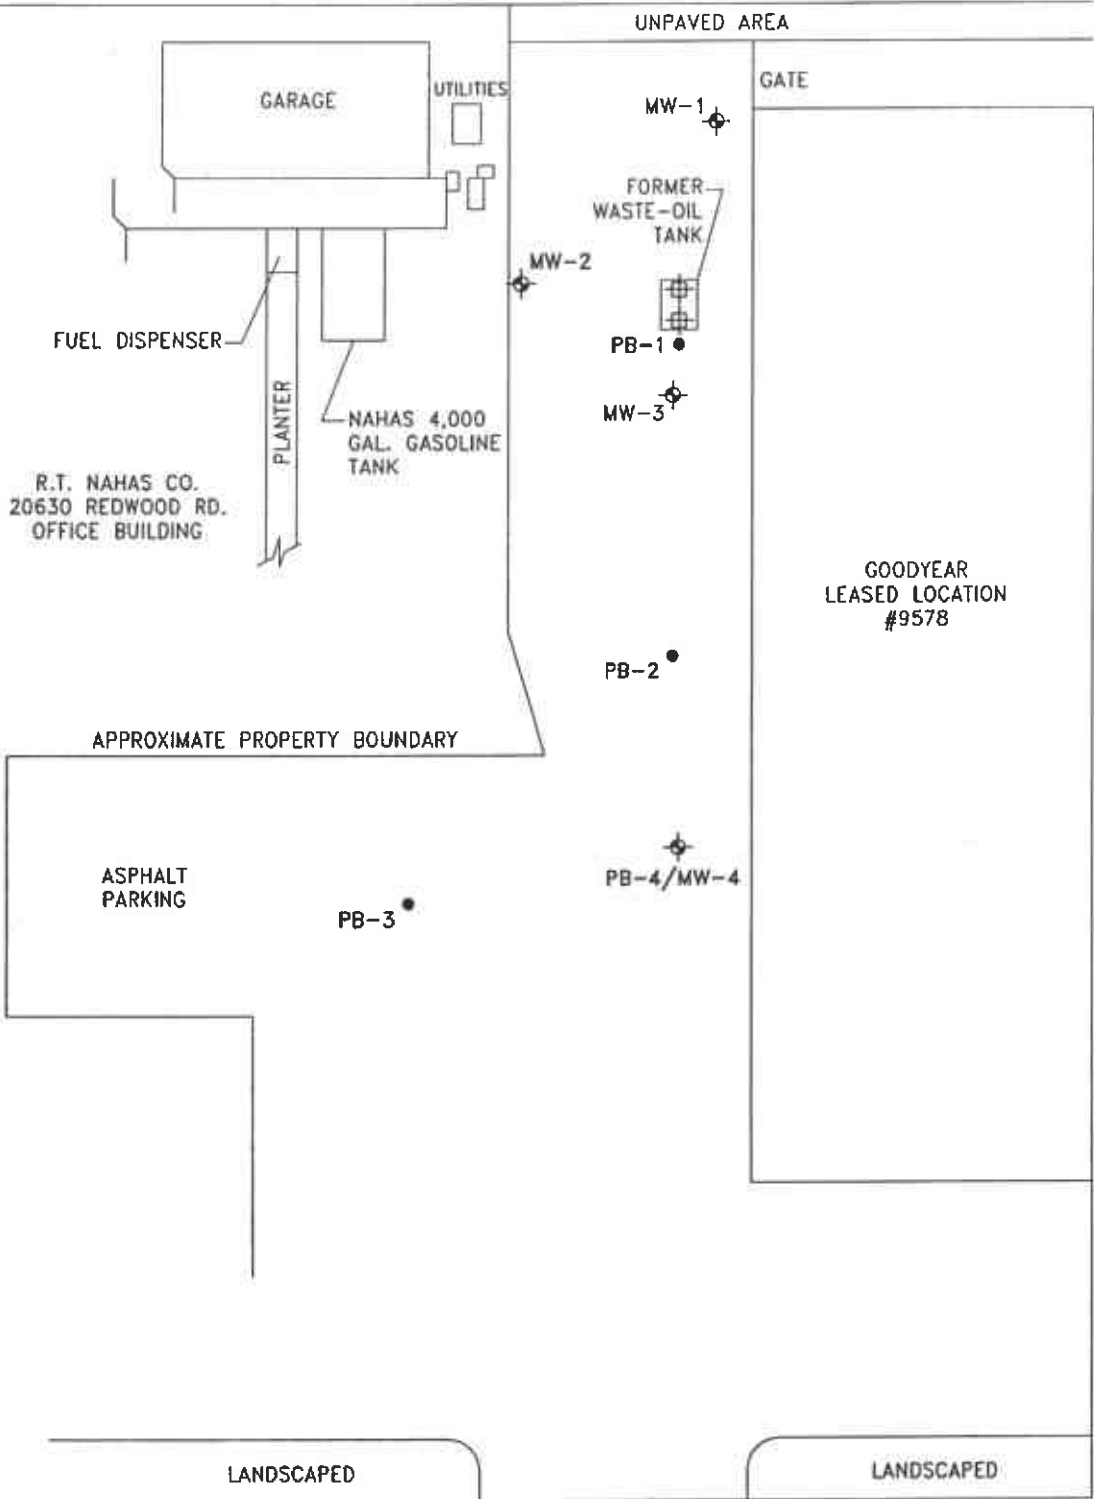 UNPAVED AREA
GATE
GARAGE
UTILITIES
MW-1
FORMER
WASTE-OIL
TANK
MW-2
FUEL DISPENSER
PB-1
MW-3
PLANTER
NAHAS 4,000
GAL. GASOLINE
TANK
R.T. NAHAS CO.
20630 REDWOOD RD.
OFFICE BUILDING
GOODYEAR
LEASED LOCATION
#9578
PB-2
APPROXIMATE PROPERTY BOUNDARY
ASPHALT
PARKING
PB-4/MW-4
PB-3
LANDSCAPED
LANDSCAPED